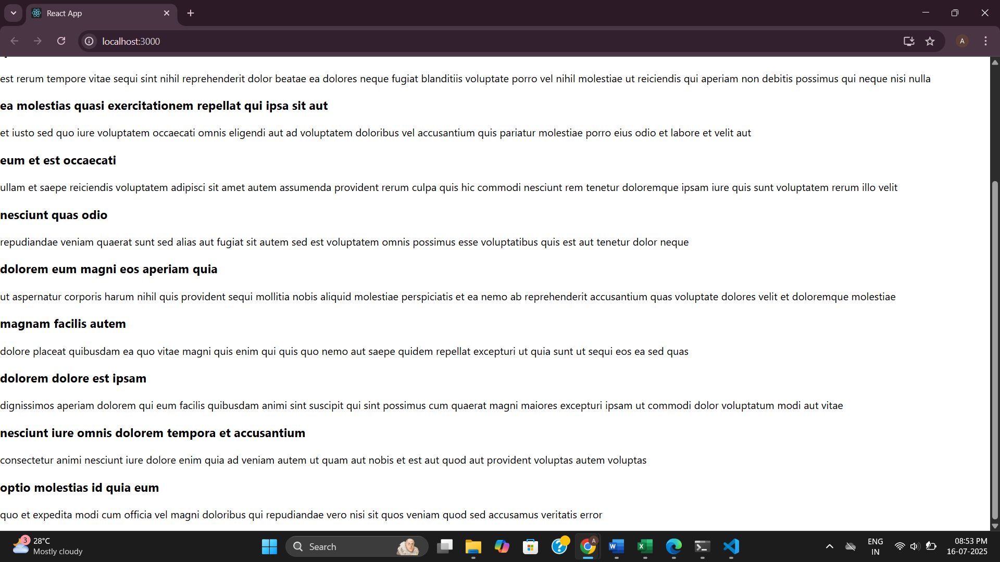 React App
localhost:3000
A
est rerum tempore vitae sequi sint nihil reprehenderit dolor beatae ea dolores neque fugiat blanditiis voluptate porro vel nihil molestiae ut reiciendis qui aperiam non debitis possimus qui neque nisi nulla
ea molestias quasi exercitationem repellat qui ipsa sit aut
et iusto sed quo iure voluptatem occaecati omnis eligendi aut ad voluptatem doloribus vel accusantium quis pariatur molestiae porro eius odio et labore et velit aut
eum et est occaecati
ullam et saepe reiciendis voluptatem adipisci sit amet autem assumenda provident rerum culpa quis hic commodi nesciunt rem tenetur doloremque ipsam iure quis sunt voluptatem rerum illo velit
nesciunt quas odio
repudiandae veniam quaerat sunt sed alias aut fugiat sit autem sed est voluptatem omnis possimus esse voluptatibus quis est aut tenetur dolor neque
dolorem eum magni eos aperiam quia
ut aspernatur corporis harum nihil quis provident sequi mollitia nobis aliquid molestiae perspiciatis et ea nemo ab reprehenderit accusantium quas voluptate dolores velit et doloremque molestiae
magnam facilis autem
dolore placeat quibusdam ea quo vitae magni quis enim qui quis quo nemo aut saepe quidem repellat excepturi ut quia sunt ut sequi eos ea sed quas
dolorem dolore est ipsam
dignissimos aperiam dolorem qui eum facilis quibusdam animi sint suscipit qui sint possimus cum quaerat magni maiores excepturi ipsam ut commodi dolor voluptatum modi aut vitae
nesciunt iure omnis dolorem tempora et accusantium
consectetur animi nesciunt iure dolore enim quia ad veniam autem ut quam aut nobis et est aut quod aut provident voluptas autem voluptas
optio molestias id quia eum
quo et expedita modi cum officia vel magni doloribus qui repudiandae vero nisi sit quos veniam quod sed accusamus veritatis error
3
28°C
Mostly cloudy
Search
A
ENG
IN
08:53 PM
16-07-2025